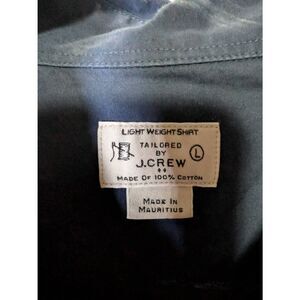 LIGHT WEIGHT SHIRT
TAILORED
BY
J.CREW
L
MADE OF 100% COTTON
MADE IN
MAURITIUS